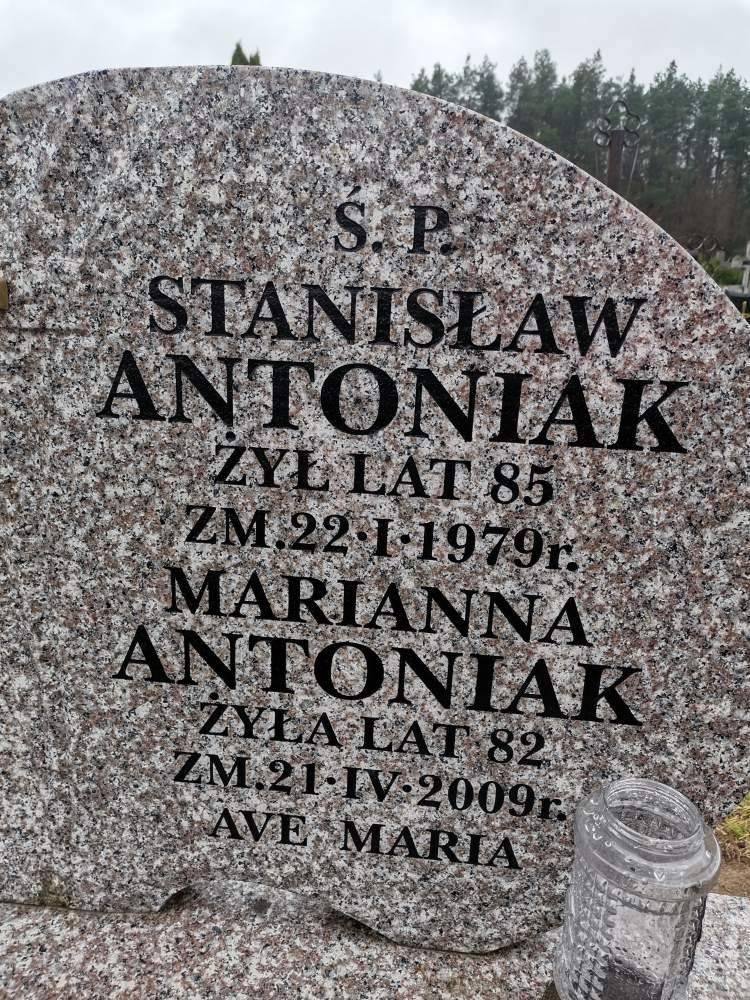 Ś. P.
STANISŁAW
ANTONIAK
ŻYŁ LAT 85
ZM.22·I·1979r.
MARIANNA
ANTONIAK
ŻYŁA LAT 82
ZM.21·IV·2009r.
AVE MARIA